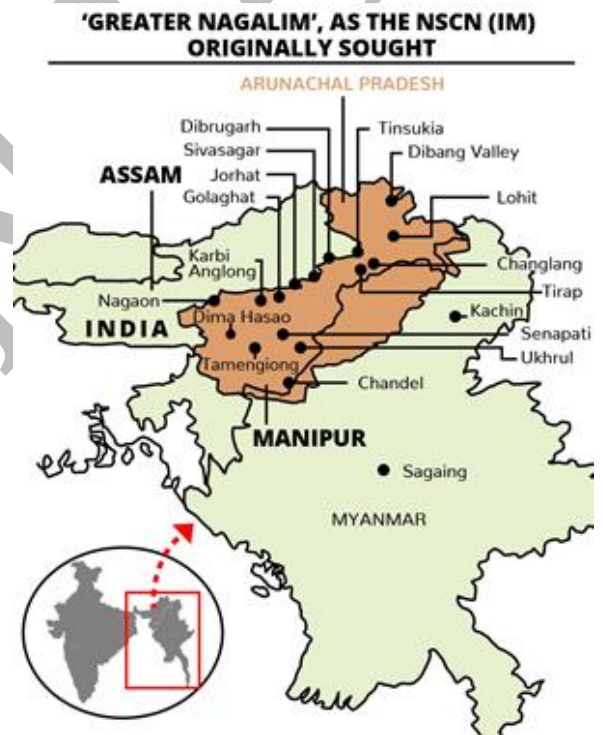 'GREATER NAGALIM', AS THE NSCN (IM)
ORIGINALLY SOUGHT
ARUNACHAL PRADESH
Dibrugarh
Tinsukia
Sivasagar
Dibang Valley
ASSAM
Jorhat
Golaghat
Lohit
Karbi
Anglong
Changlang
Tirap
Nagaon
Kachin
Dima Hasao
INDIA
Senapati
Tamengiong
Ukhrul
Chandel
MANIPUR
Sagaing
MYANMAR